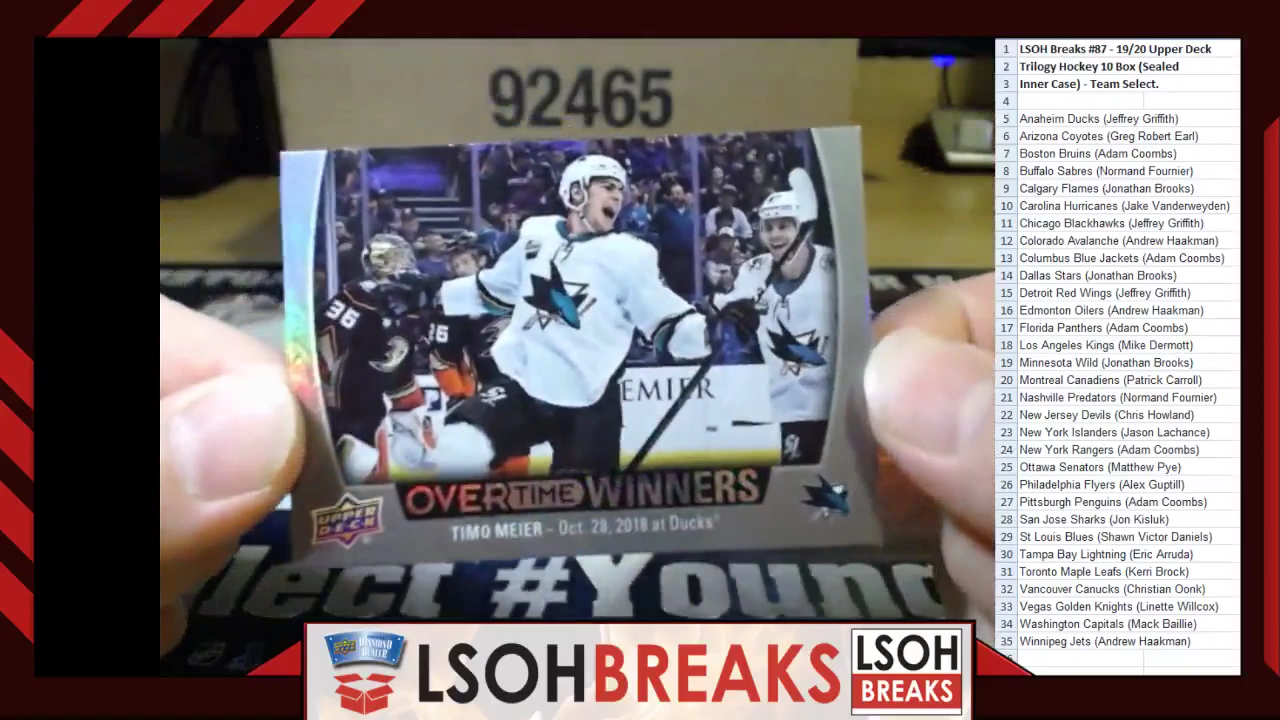 92465
36
36
EMIER
OVERTIME WINNERS
UPPER DECK
TIMO MEIER – Oct. 28, 2018 at Ducks
lect #Young
LSOHBREAKS
LSOH
BREAKS
1 LSOH Breaks #87 - 19/20 Upper Deck
2 Trilogy Hockey 10 Box (Sealed
3 Inner Case) - Team Select.
4
5 Anaheim Ducks (Jeffrey Griffith)
6 Arizona Coyotes (Greg Robert Earl)
7 Boston Bruins (Adam Coombs)
8 Buffalo Sabres (Normand Fournier)
9 Calgary Flames (Jonathan Brooks)
10 Carolina Hurricanes (Jake Vanderweyden)
11 Chicago Blackhawks (Jeffrey Griffith)
12 Colorado Avalanche (Andrew Haakman)
13 Columbus Blue Jackets (Adam Coombs)
14 Dallas Stars (Jonathan Brooks)
15 Detroit Red Wings (Jeffrey Griffith)
16 Edmonton Oilers (Andrew Haakman)
17 Florida Panthers (Adam Coombs)
18 Los Angeles Kings (Mike Dermott)
19 Minnesota Wild (Jonathan Brooks)
20 Montreal Canadiens (Patrick Carroll)
21 Nashville Predators (Normand Fournier)
22 New Jersey Devils (Chris Howland)
23 New York Islanders (Jason Lachance)
24 New York Rangers (Adam Coombs)
25 Ottawa Senators (Matthew Pye)
26 Philadelphia Flyers (Alex Guptill)
27 Pittsburgh Penguins (Adam Coombs)
28 San Jose Sharks (Jon Kisluk)
29 St Louis Blues (Shawn Victor Daniels)
30 Tampa Bay Lightning (Eric Arruda)
31 Toronto Maple Leafs (Kerri Brock)
32 Vancouver Canucks (Christian Oonk)
33 Vegas Golden Knights (Linette Willcox)
34 Washington Capitals (Mack Baillie)
35 Winnipeg Jets (Andrew Haakman)